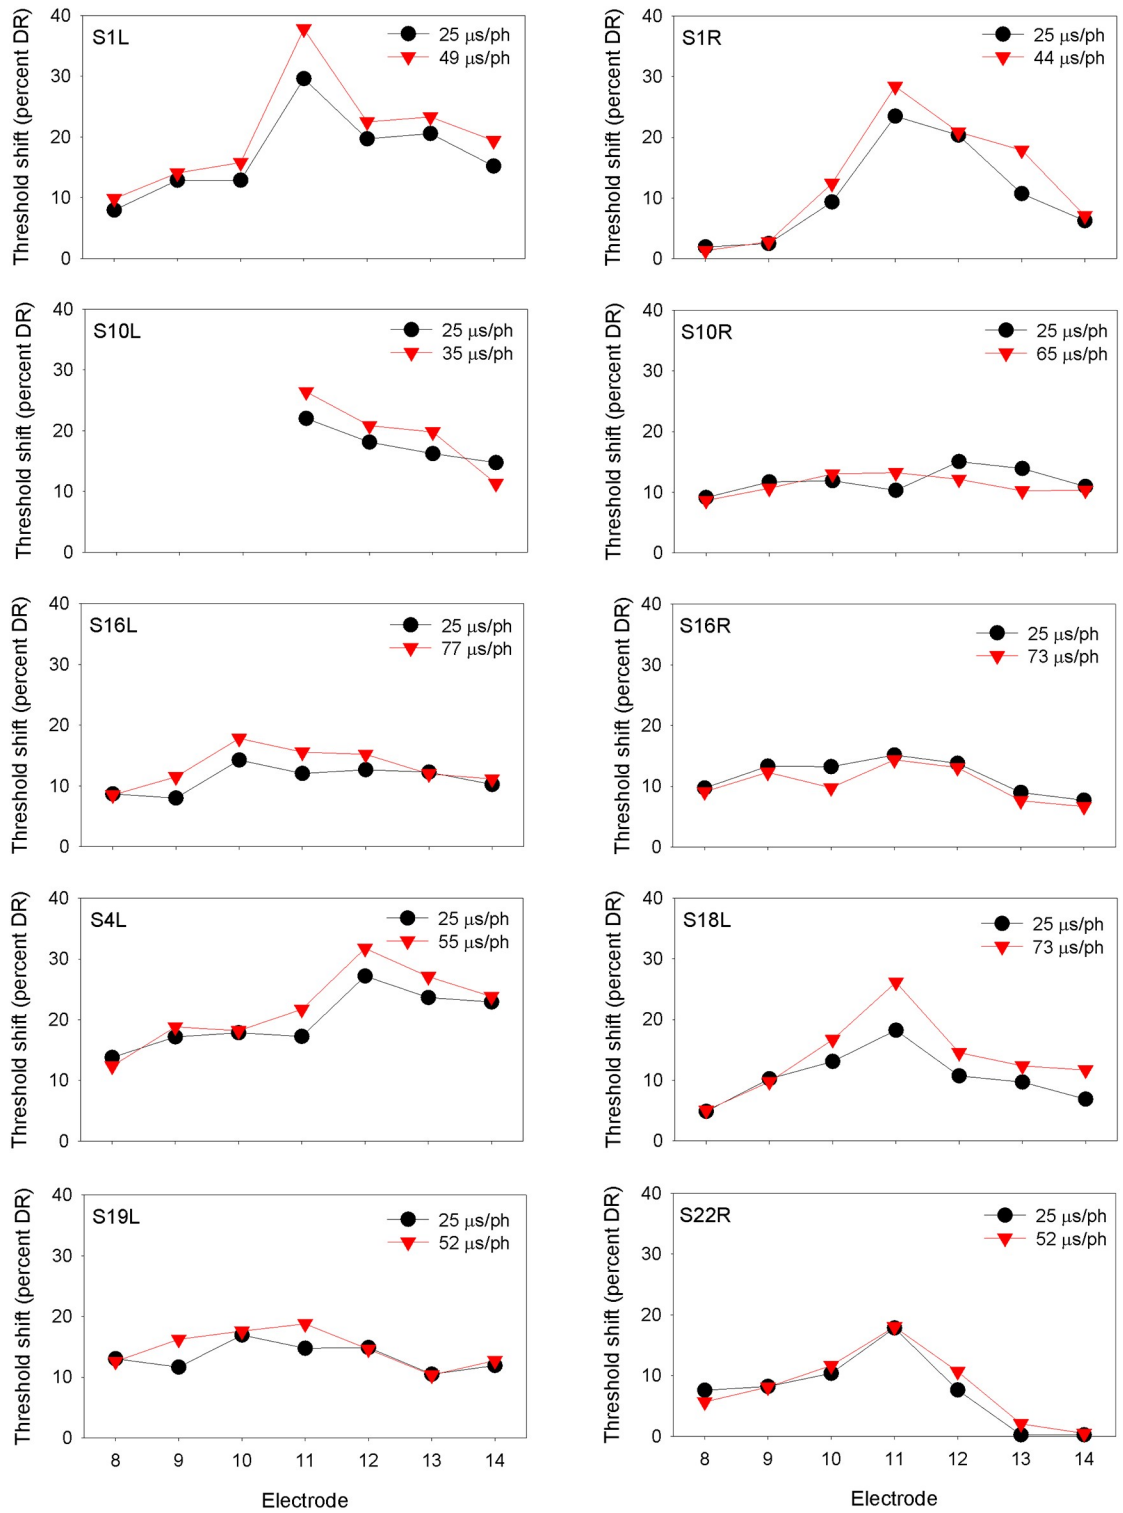 S1L
25 μs/ph
49 μs/ph
Threshold shift (percent DR)
40
30
20
10
0
S1R
25 μs/ph
44 μs/ph
Threshold shift (percent DR)
40
30
20
10
0
S10L
25 μs/ph
35 μs/ph
Threshold shift (percent DR)
40
30
20
10
0
S10R
25 μs/ph
65 μs/ph
Threshold shift (percent DR)
40
30
20
10
0
S16L
25 μs/ph
77 μs/ph
Threshold shift (percent DR)
40
30
20
10
0
S16R
25 μs/ph
73 μs/ph
Threshold shift (percent DR)
40
30
20
10
0
S4L
25 μs/ph
55 μs/ph
Threshold shift (percent DR)
40
30
20
10
0
S18L
25 μs/ph
73 μs/ph
Threshold shift (percent DR)
40
30
20
10
0
S19L
25 μs/ph
52 μs/ph
Threshold shift (percent DR)
40
30
20
10
0
8 9 10 11 12 13 14
Electrode
S22R
25 μs/ph
52 μs/ph
Threshold shift (percent DR)
40
30
20
10
0
8 9 10 11 12 13 14
Electrode